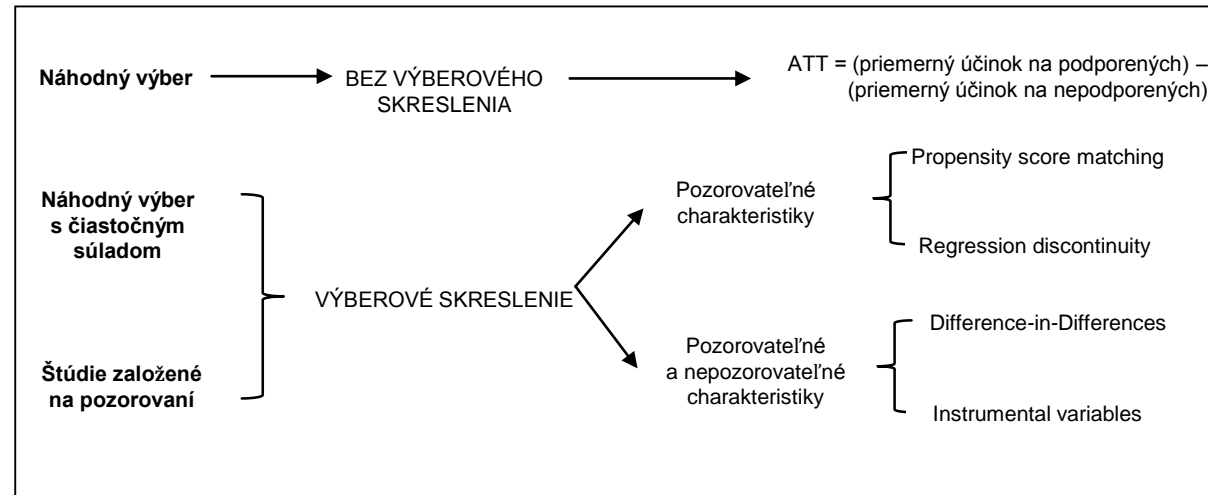 Náhodný výber
BEZ VÝBEROVÉHO
SKRESLENIA
ATT = (priemerný účinok na podporených) –
(priemerný účinok na nepodporených)
Náhodný výber
s čiastočným
súladom
Štúdie založené
na pozorovaní
VÝBEROVÉ SKRESLENIE
Pozorovateľné
charakteristiky
Propensity score matching
Regression discontinuity
Pozorovateľné
a nepozorovateľné
charakteristiky
Difference-in-Differences
Instrumental variables